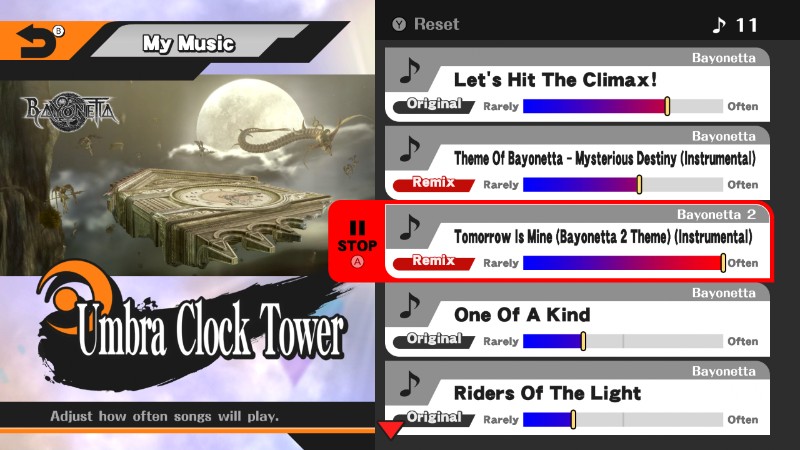 B
My Music
BAYONETTA
Umbra Clock Tower
Adjust how often songs will play.
Y Reset
11
Bayonetta
Let's Hit The Climax!
Original
Rarely
Often
Bayonetta
Theme Of Bayonetta - Mysterious Destiny (Instrumental)
Remix
Rarely
Often
STOP
A
Bayonetta 2
Tomorrow Is Mine (Bayonetta 2 Theme) (Instrumental)
Remix
Rarely
Often
Bayonetta
One Of A Kind
Original
Rarely
Often
Bayonetta
Riders Of The Light
Original
Rarely
Often